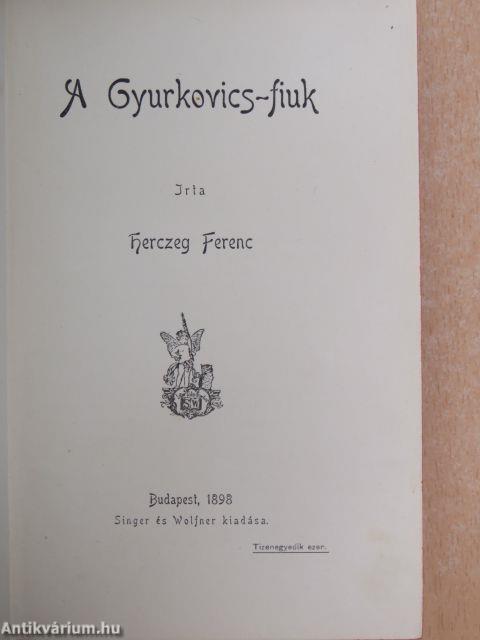 A Gyurkovics-fiuk
Irta
Herczeg Ferenc
S W
Budapest, 1898
Singer és Wolfner kiadása.
Tizenegyedik ezer.
Antikvárium.hu